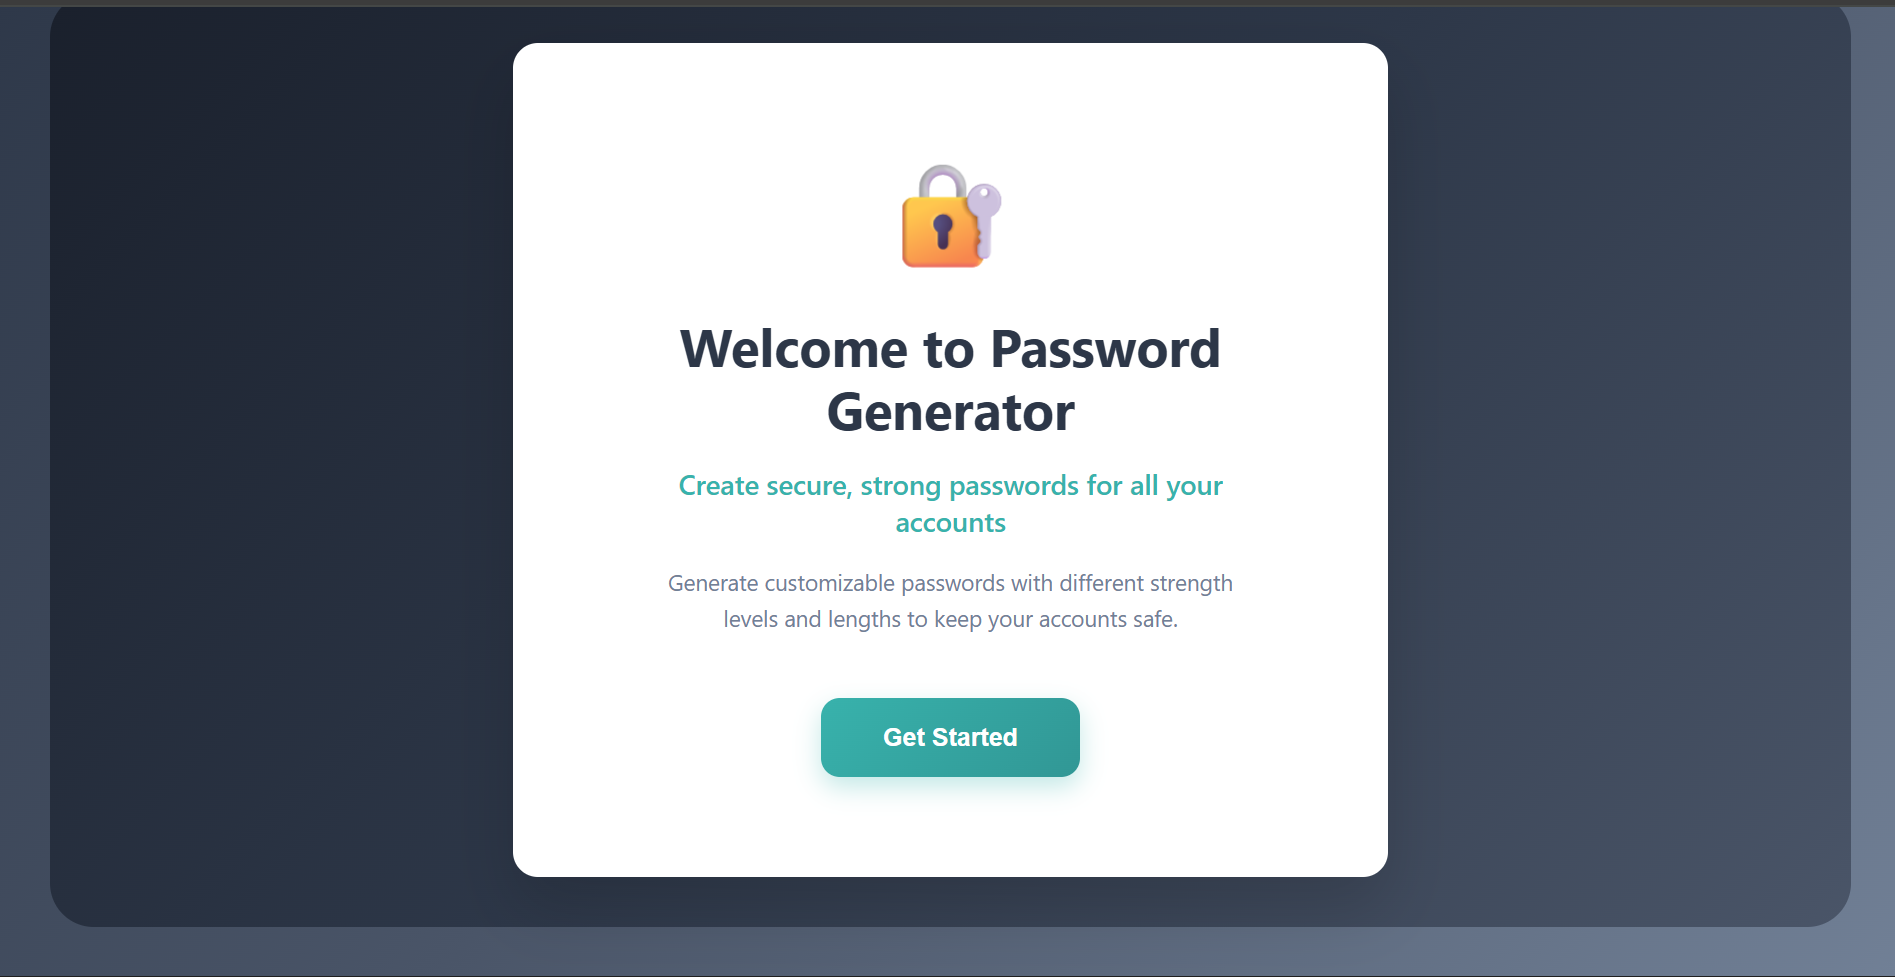 Welcome to Password
Generator
Create secure, strong passwords for all your
accounts
Generate customizable passwords with different strength
levels and lengths to keep your accounts safe.
Get Started